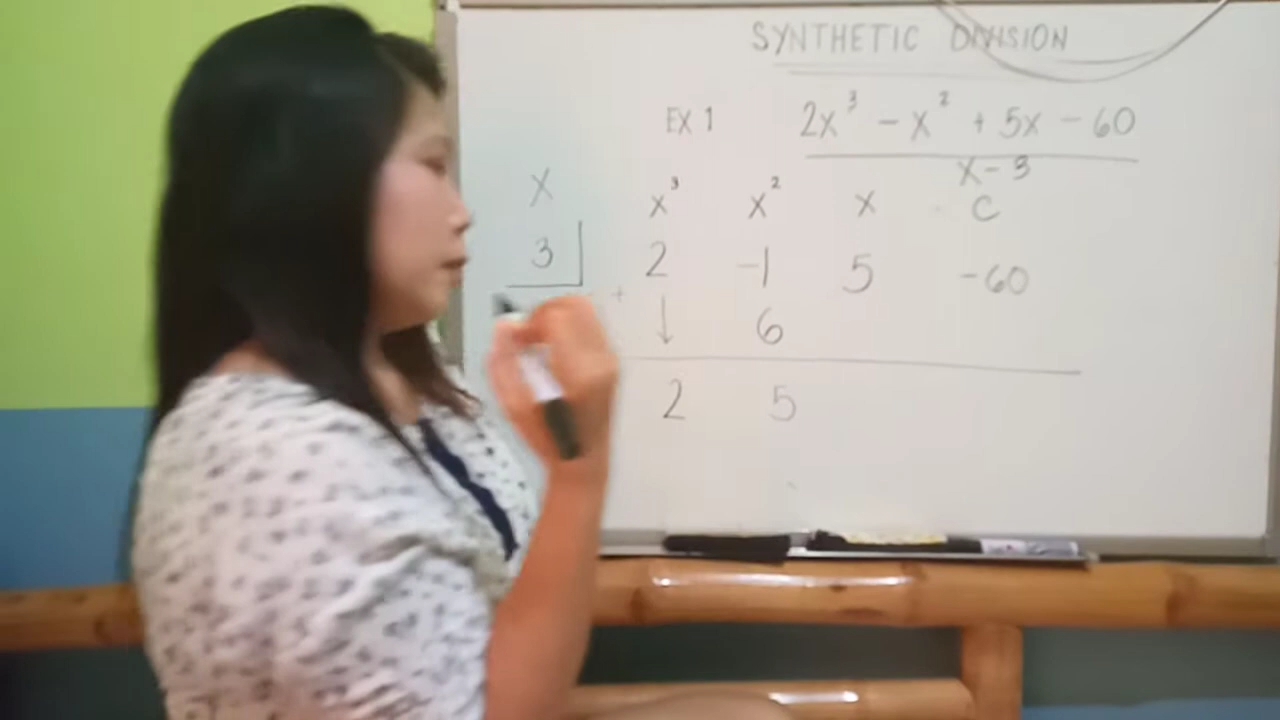 SYNTHETIC DIVISION
EX 1 2x³ - x² + 5x - 60
x - 3
X x³ x² x C
3 2 -1 5 -60
+ ↓ 6
2 5